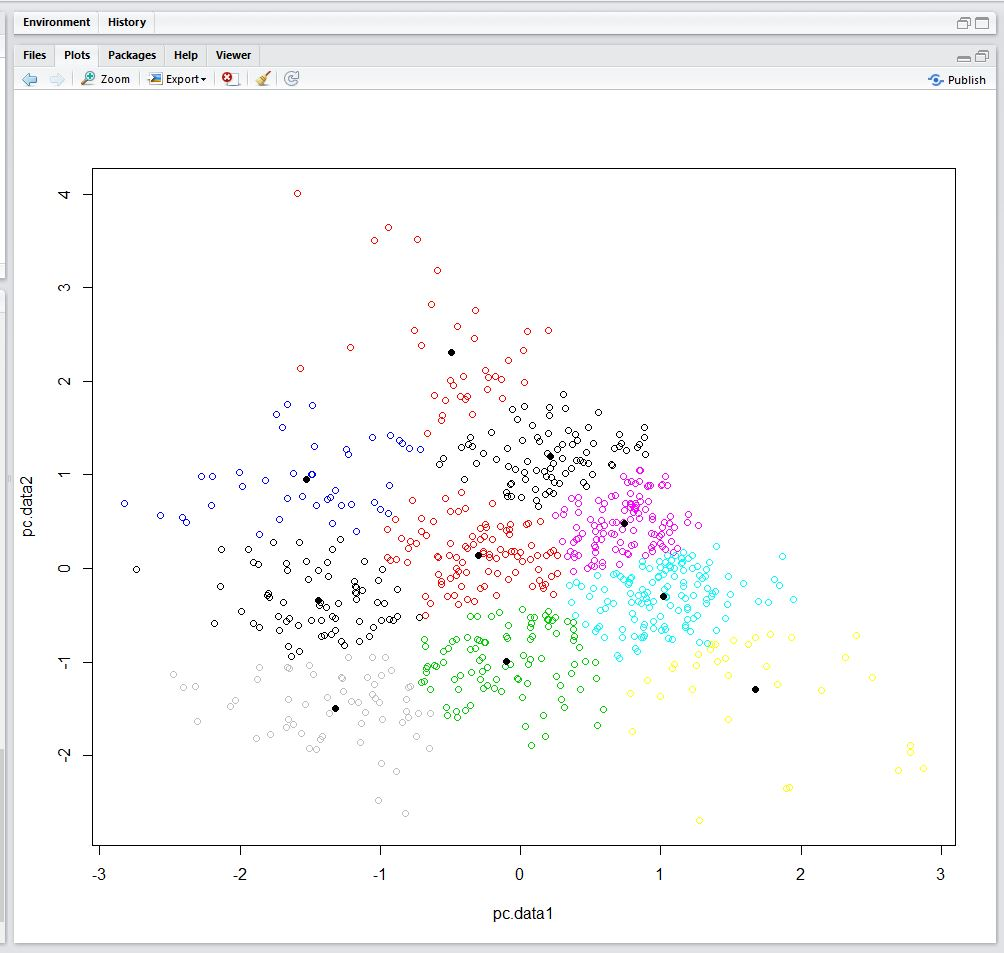 Environment History
Files Plots Packages Help Viewer
Zoom Export Publish
4
3
2
1
0
-1
-2
pc.data2
-3 -2 -1 0 1 2 3
pc.data1